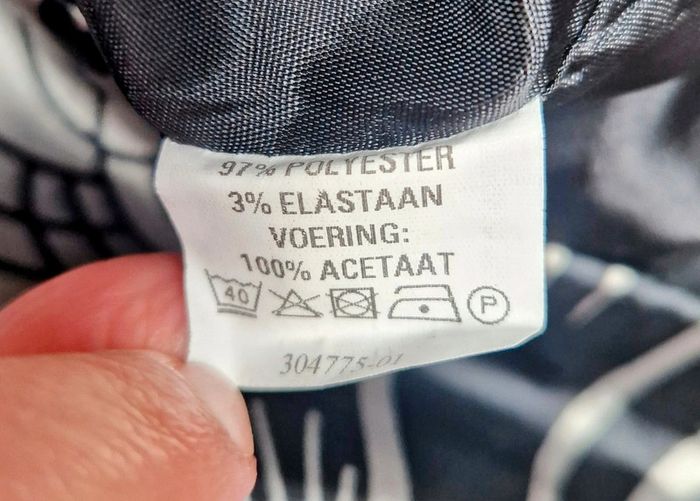 97% POLYESTER
3% ELASTAAN
VOERING:
100% ACETAAT
40 P
304775-01